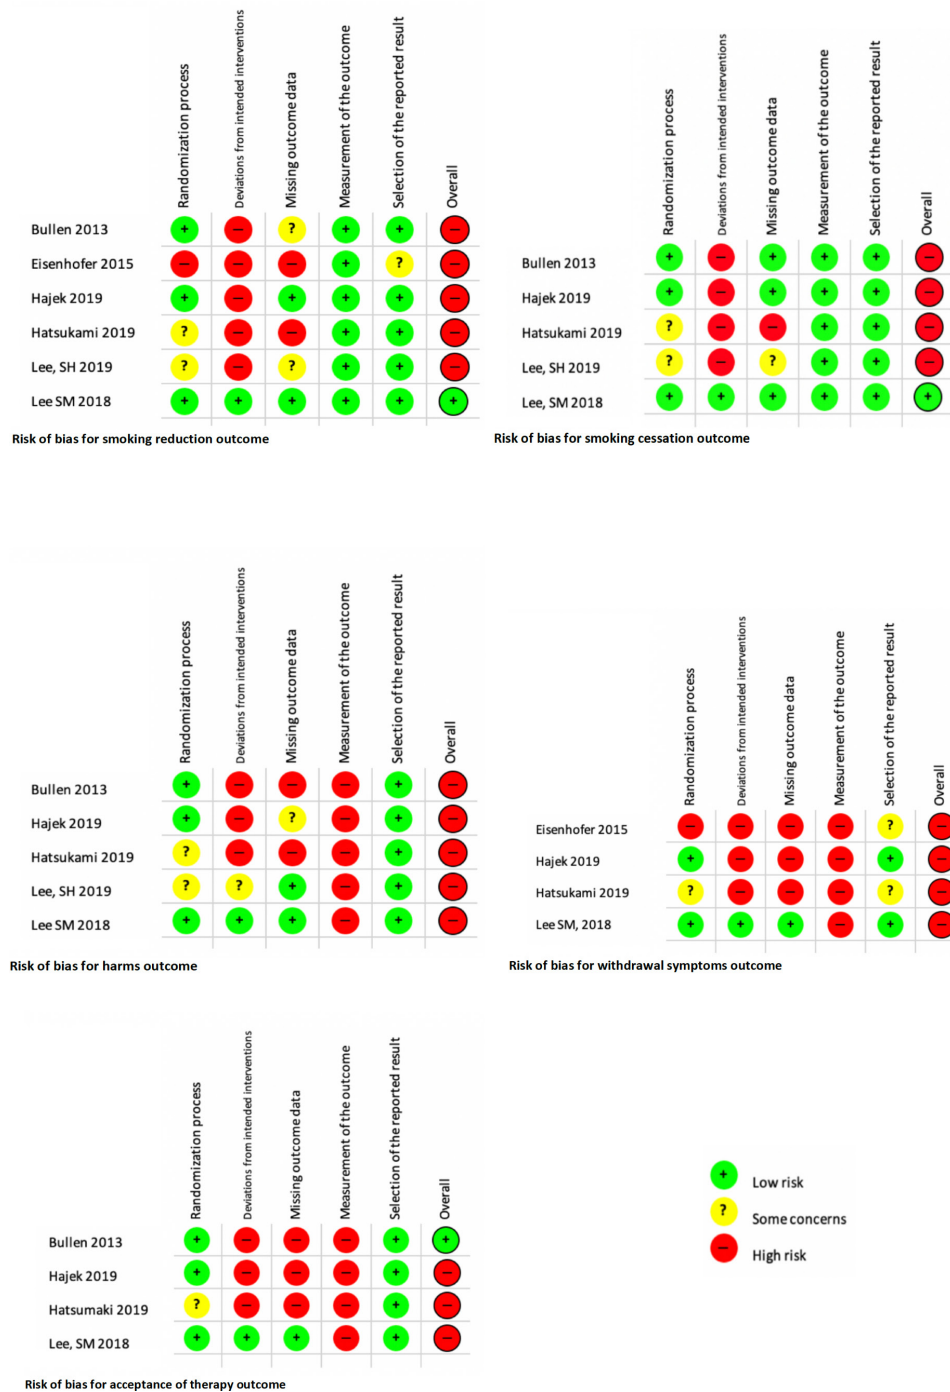 Randomization process
Deviations from intended interventions
Missing outcome data
Measurement of the outcome
Selection of the reported result
Overall
Bullen 2013 + − ? + + −
Eisenhofer 2015 − − − + ? −
Hajek 2019 + − + + + −
Hatsukami 2019 ? − − + + −
Lee, SH 2019 ? − ? + + −
Lee SM 2018 + + + + + +
Risk of bias for smoking reduction outcome
Randomization process
Deviations from intended interventions
Missing outcome data
Measurement of the outcome
Selection of the reported result
Overall
Bullen 2013 + − + + + −
Hajek 2019 + − + + + −
Hatsukami 2019 ? − − + + −
Lee, SH 2019 ? − ? + + −
Lee, SM 2018 + + + + + +
Risk of bias for smoking cessation outcome
Randomization process
Deviations from intended interventions
Missing outcome data
Measurement of the outcome
Selection of the reported result
Overall
Bullen 2013 + − − − + −
Hajek 2019 + − ? − + −
Hatsukami 2019 ? − − − + −
Lee, SH 2019 ? ? + − + −
Lee SM 2018 + + + − + −
Risk of bias for harms outcome
Randomization process
Deviations from intended interventions
Missing outcome data
Measurement of the outcome
Selection of the reported result
Overall
Eisenhofer 2015 − − − − ? −
Hajek 2019 + − − − + −
Hatsukami 2019 ? − − − ? −
Lee SM, 2018 + + + − + −
Risk of bias for withdrawal symptoms outcome
Randomization process
Deviations from intended interventions
Missing outcome data
Measurement of the outcome
Selection of the reported result
Overall
Bullen 2013 + − − − + +
Hajek 2019 + − − − + −
Hatsumaki 2019 ? − − − + −
Lee, SM 2018 + + + − + −
Risk of bias for acceptance of therapy outcome
+ Low risk
? Some concerns
− High risk